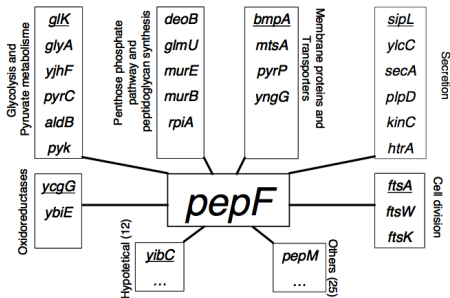 Glycolysis and
Pyruvate metabolisme
glK
glyA
yjhF
pyrC
aldB
pyk
Penthose phosphate
pathway and
peptidoglycan synthesis
deoB
glmU
murE
murB
rpiA
bmpA
mtsA
pyrP
yngG
Membrane proteins and
Transporters
sipL
ylcC
secA
plpD
kinC
htrA
Secretion
Oxidoreductases
ycgG
ybiE
pepF
ftsA
ftsW
ftsK
Cell division
Hypotetical (12)
yibC
...
pepM
...
Others (25)